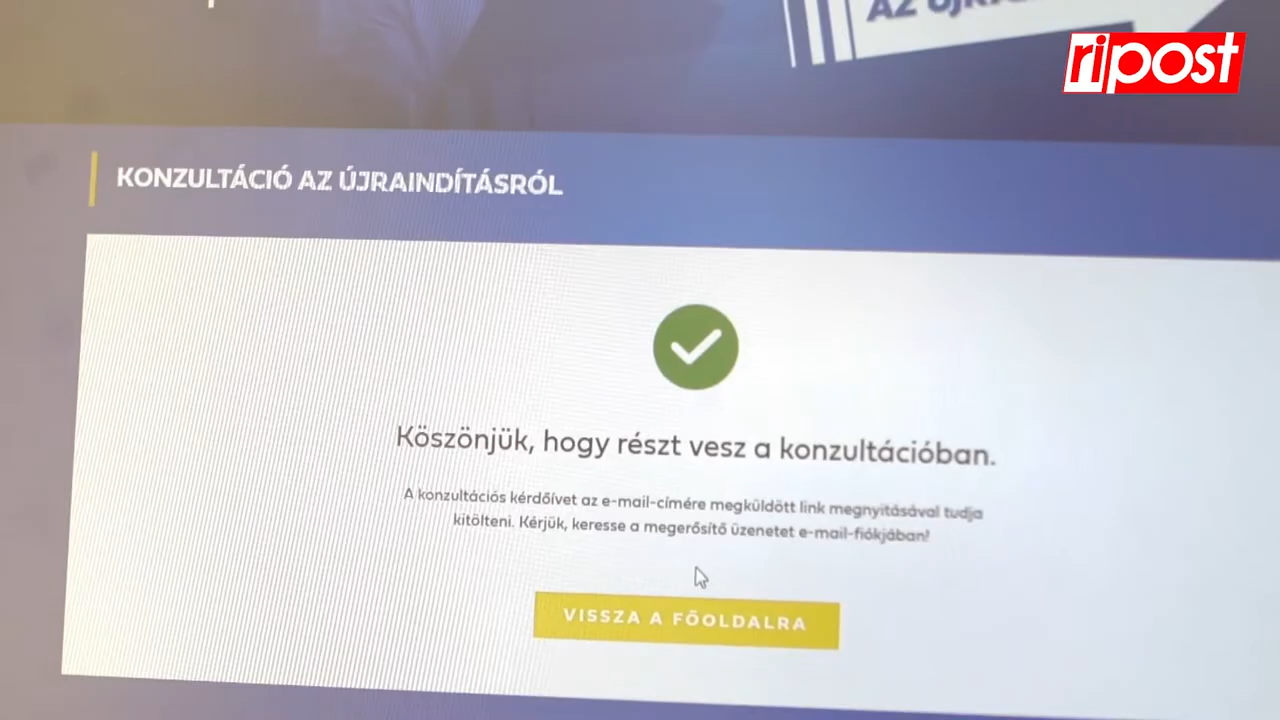 AZ
ripost
KONZULTÁCIÓ AZ ÚJRAINDÍTÁSRÓL
Köszönjük, hogy részt vesz a konzultációban.
A konzultációs kérdőívet az e-mail-címére megküldött link megnyitásával tudja
kitölteni. Kérjük, keresse a megerősítő üzenetet e-mail-fiókjában!
VISSZA A FŐOLDALRA